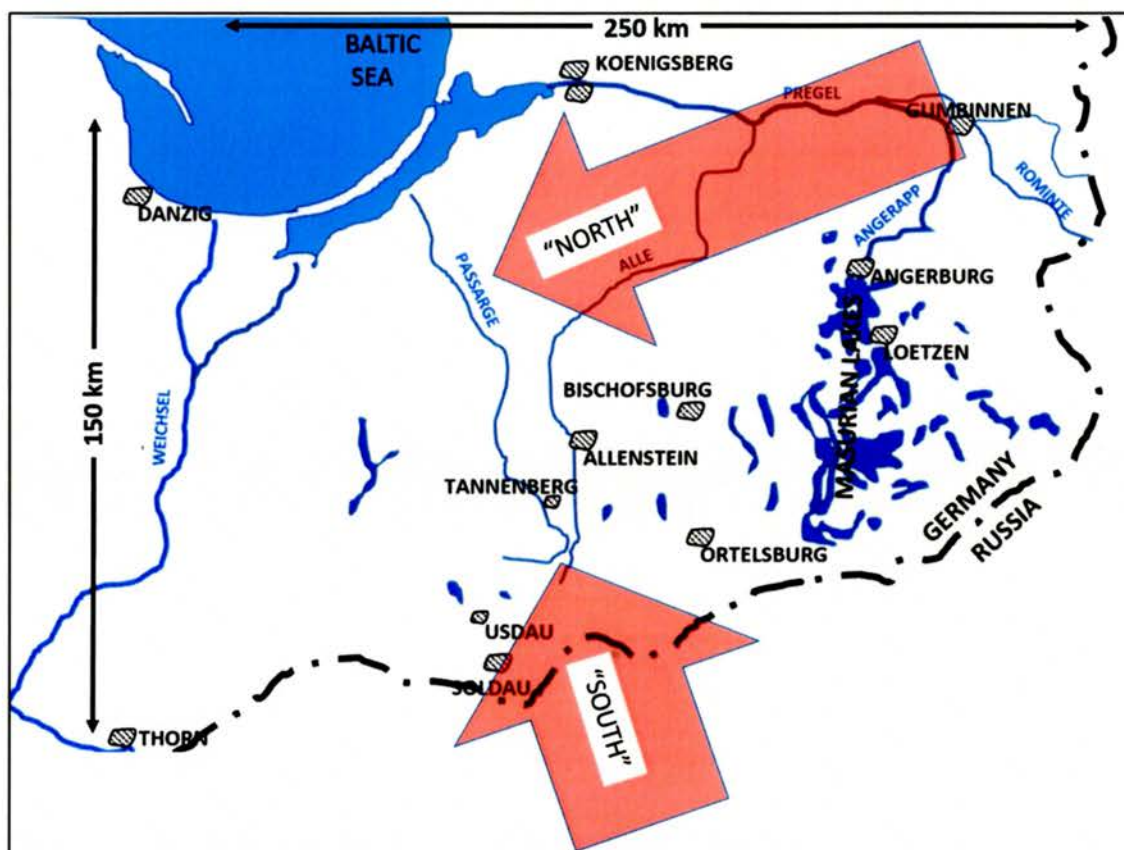 250 km
BALTIC
SEA
KOENIGSBERG
PREGEL
GUMBINNEN
ROMINTE
DANZIG
"NORTH"
ANGERAPP
ALLE
PASSARGE
ANGERBURG
MASURIAN LAKES
LOETZEN
150 km
WEICHSEL
BISCHOFSBURG
ALLENSTEIN
TANNENBERG
GERMANY
RUSSIA
ORTELSBURG
USDAU
SOLDAU
"SOUTH"
THORN